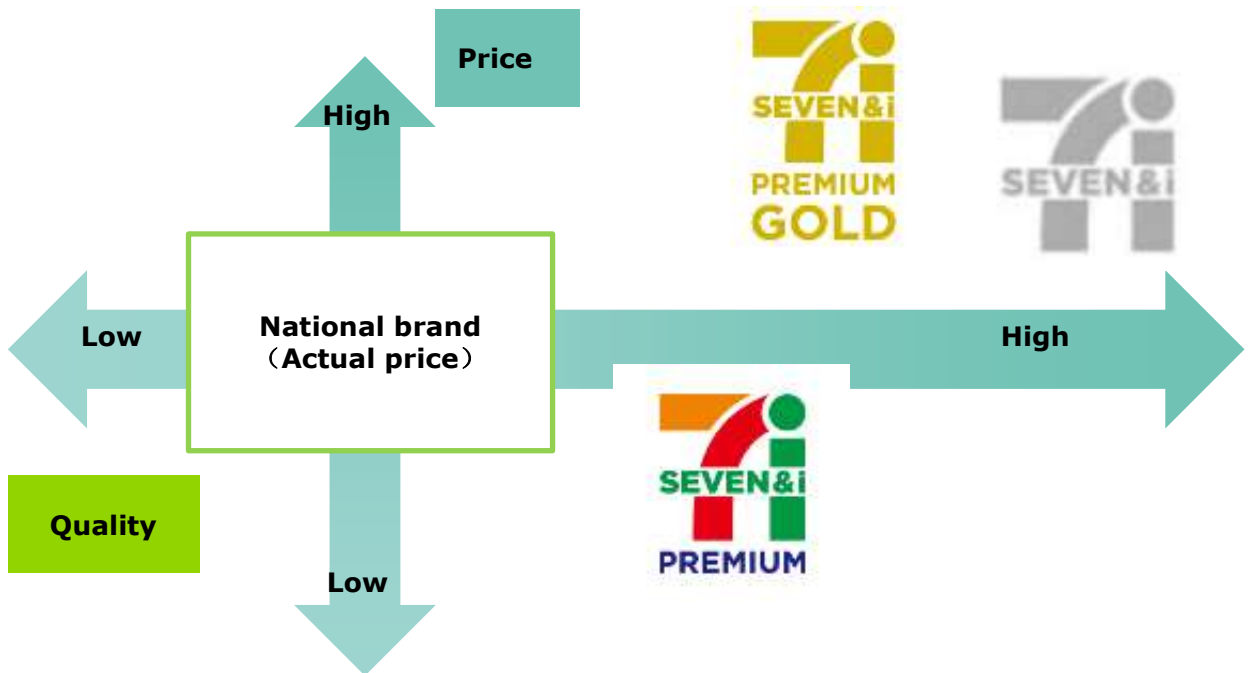 Price
High
SEVEN&i
PREMIUM
GOLD
SEVEN&i
National brand
（Actual price）
Low
High
SEVEN&i
PREMIUM
Quality
Low